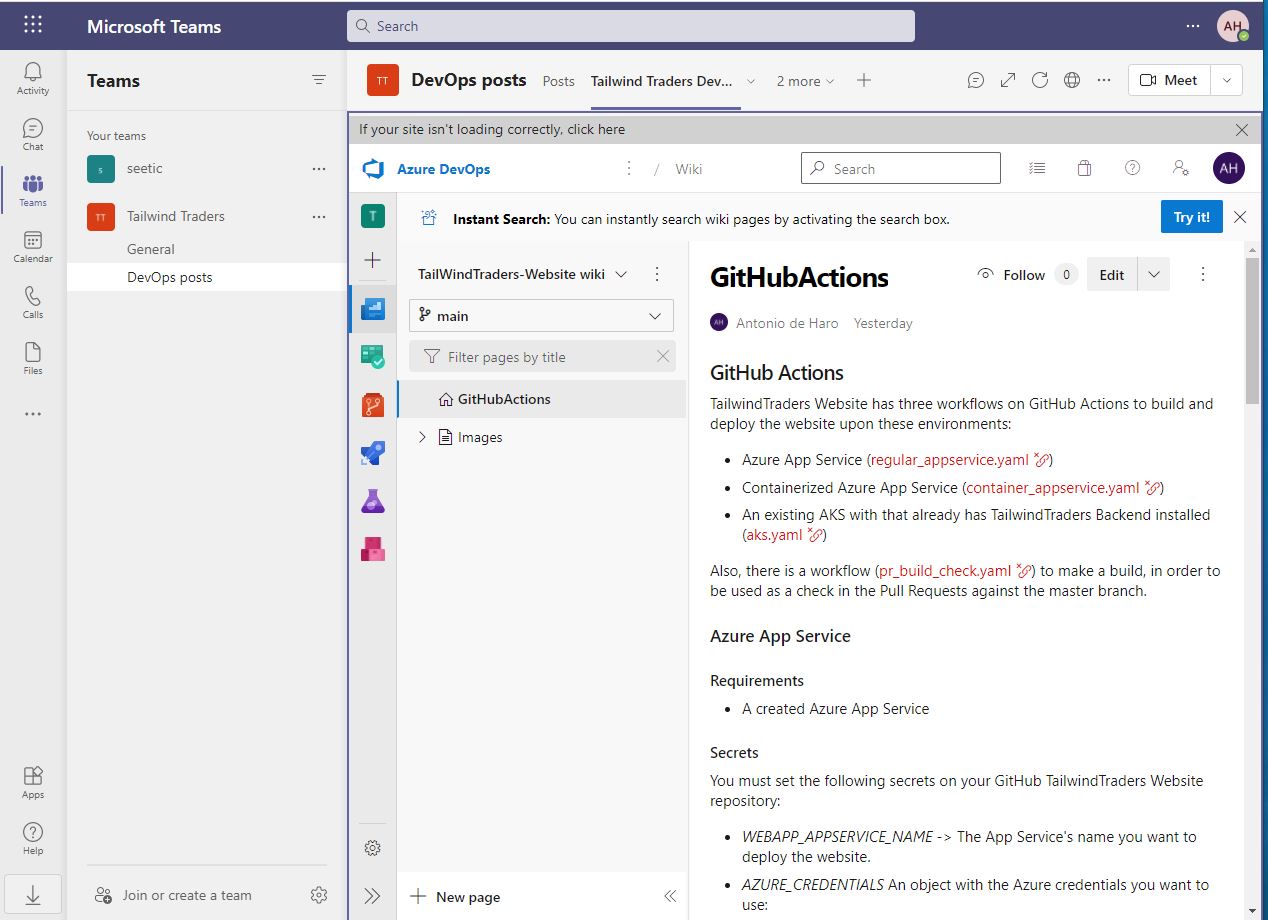 Microsoft Teams
Search
AH
Activity
Chat
Teams
Calendar
Calls
Files
Apps
Help
Teams
Your teams
s
seetic
TT
Tailwind Traders
General
DevOps posts
Join or create a team
TT
DevOps posts
Posts
Tailwind Traders Dev...
2 more
Meet
If your site isn't loading correctly, click here
Azure DevOps
/ Wiki
Search
AH
T
Instant Search: You can instantly search wiki pages by activating the search box.
Try it!
TailWindTraders-Website wiki
main
Filter pages by title
GitHubActions
Images
New page
GitHubActions
Follow
0
Edit
AH
Antonio de Haro
Yesterday
GitHub Actions
TailwindTraders Website has three workflows on GitHub Actions to build and
deploy the website upon these environments:
• Azure App Service (regular_appservice.yaml )
• Containerized Azure App Service (container_appservice.yaml )
• An existing AKS with that already has TailwindTraders Backend installed
(aks.yaml )
Also, there is a workflow (pr_build_check.yaml ) to make a build, in order to
be used as a check in the Pull Requests against the master branch.
Azure App Service
Requirements
• A created Azure App Service
Secrets
You must set the following secrets on your GitHub TailwindTraders Website
repository:
• WEBAPP_APPSERVICE_NAME -> The App Service's name you want to
deploy the website.
• AZURE_CREDENTIALS An object with the Azure credentials you want to
use: